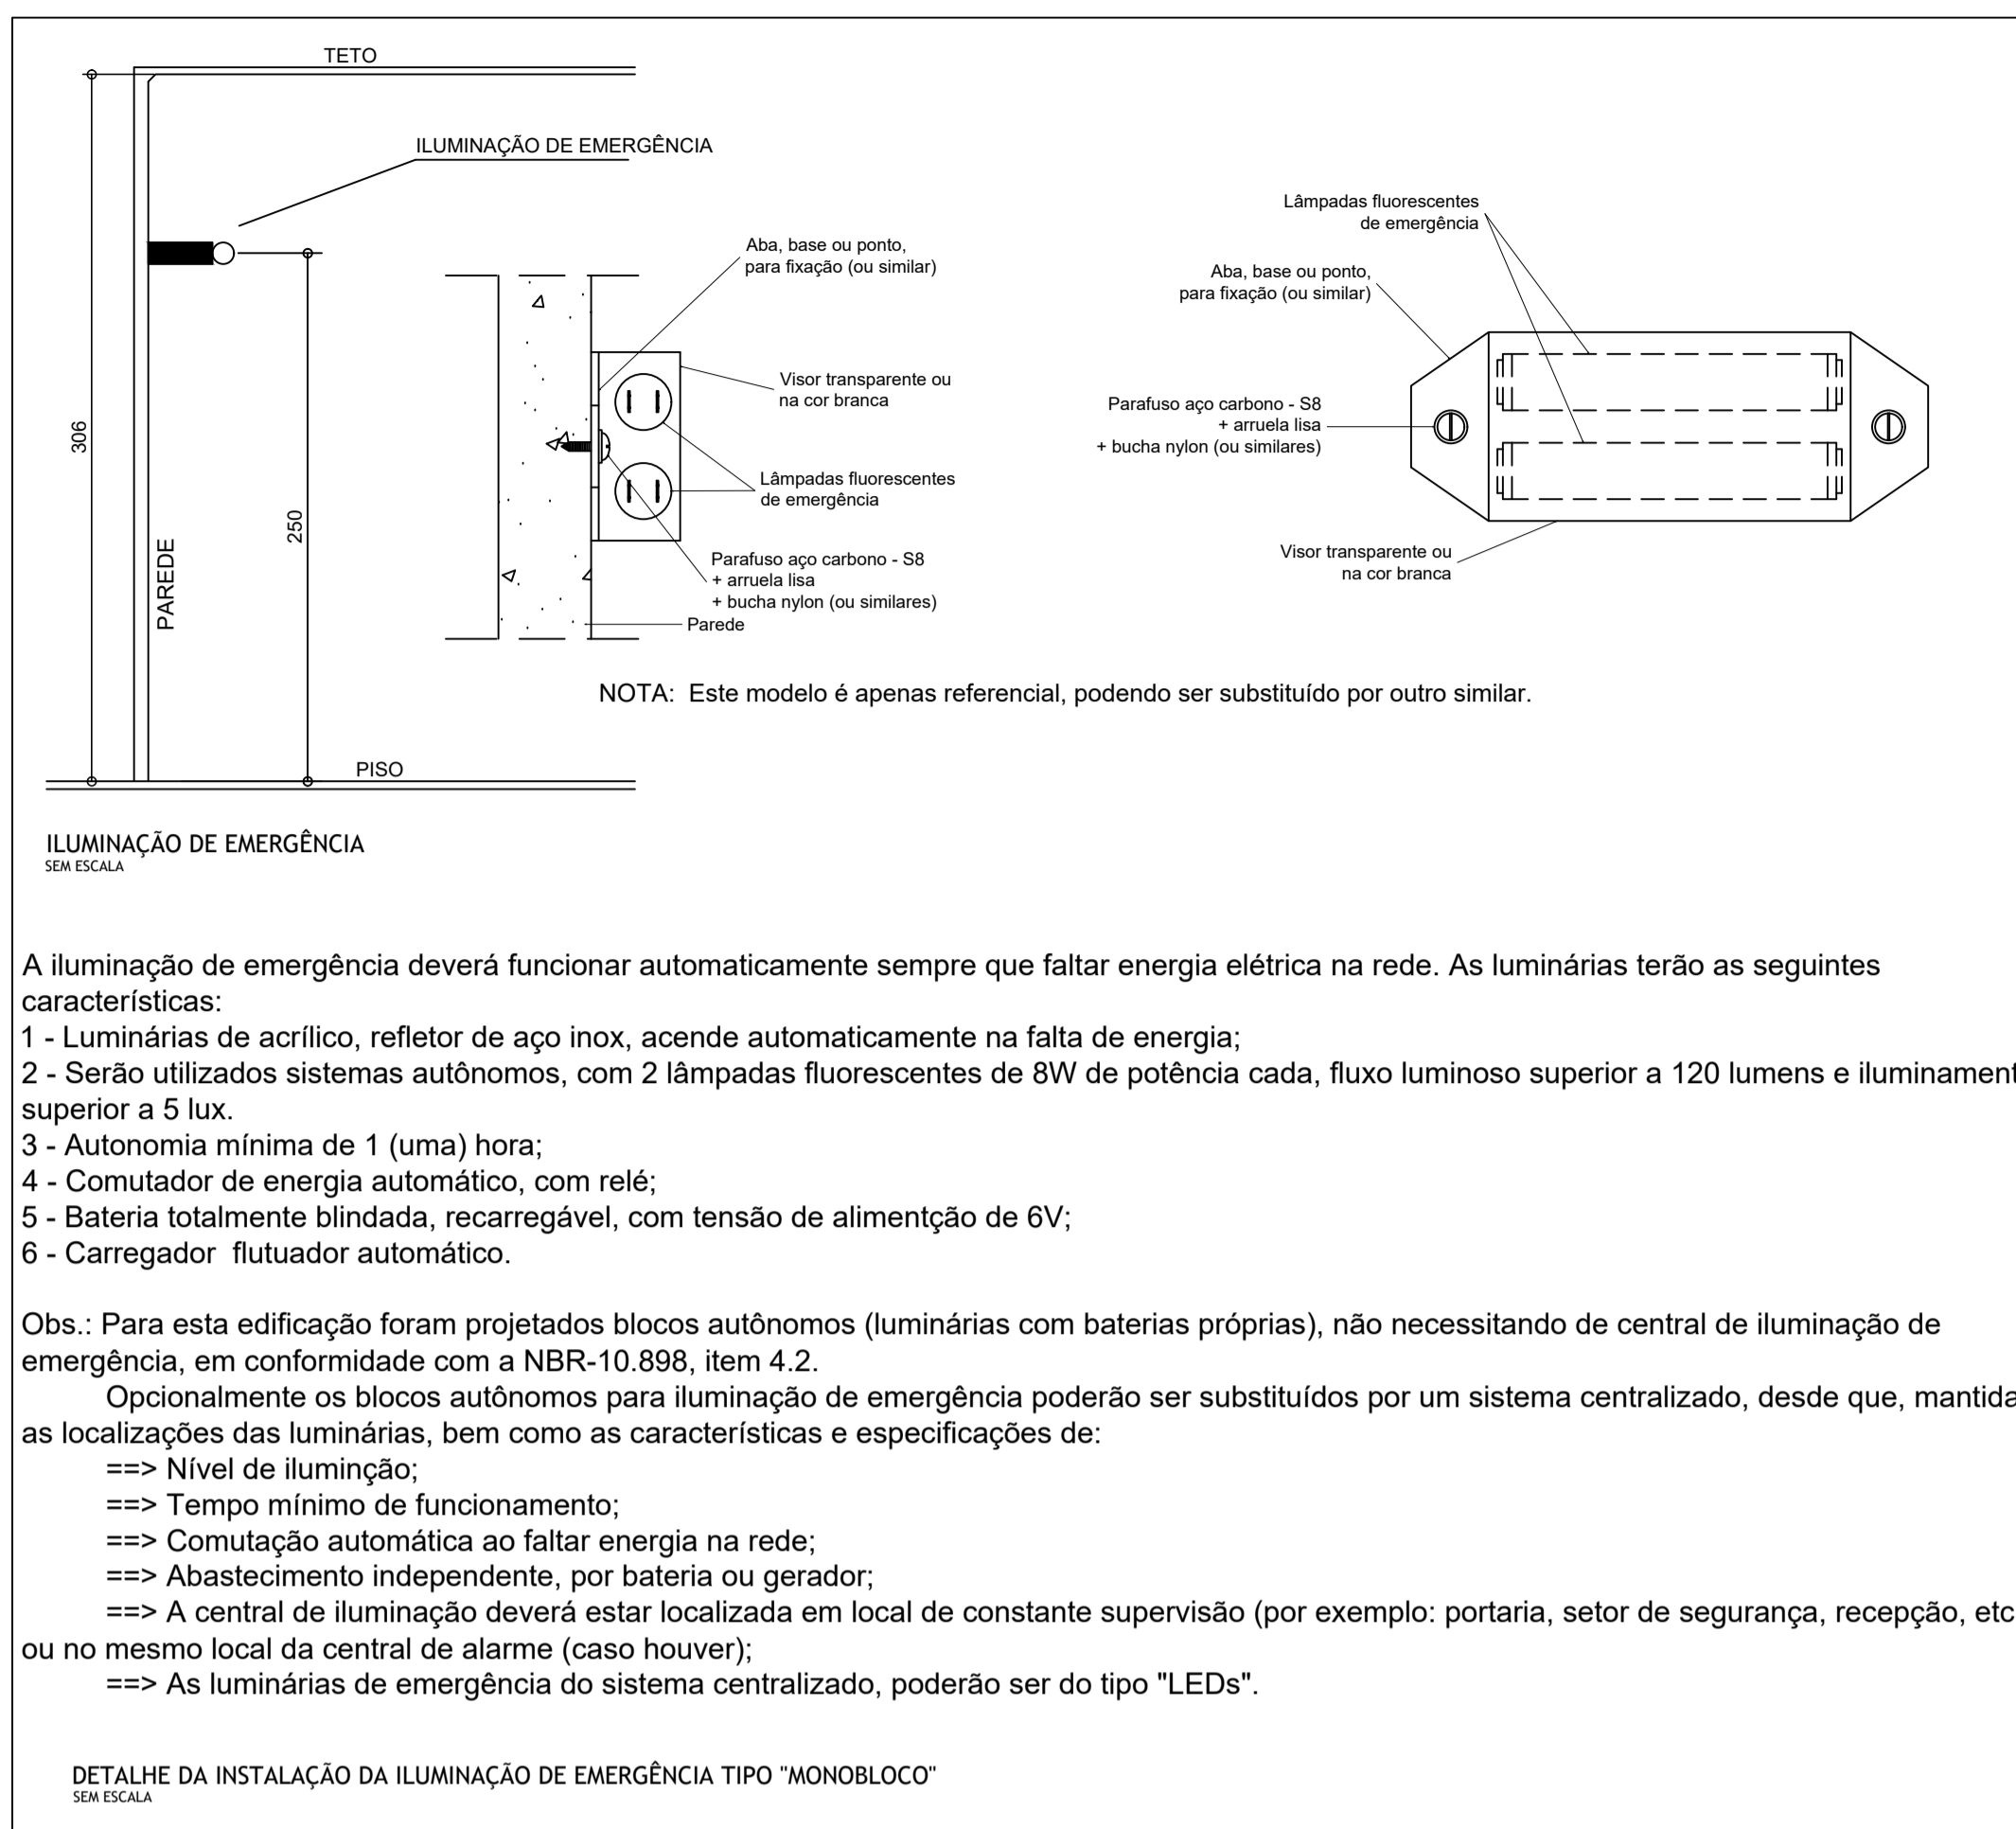 TETO
ILUMINAÇÃO DE EMERGÊNCIA
306
250
PAREDE
PISO
Aba, base ou ponto,
para fixação (ou similar)
Visor transparente ou
na cor branca
Lâmpadas fluorescentes
de emergência
Parafuso aço carbono - S8
+ arruela lisa
+ bucha nylon (ou similares)
Parede
Lâmpadas fluorescentes
de emergência
Aba, base ou ponto,
para fixação (ou similar)
Parafuso aço carbono - S8
+ arruela lisa
+ bucha nylon (ou similares)
Visor transparente ou
na cor branca
NOTA: Este modelo é apenas referencial, podendo ser substituído por outro similar.
ILUMINAÇÃO DE EMERGÊNCIA
SEM ESCALA
A iluminação de emergência deverá funcionar automaticamente sempre que faltar energia elétrica na rede. As luminárias terão as seguintes
características:
1 - Luminárias de acrílico, refletor de aço inox, acende automaticamente na falta de energia;
2 - Serão utilizados sistemas autônomos, com 2 lâmpadas fluorescentes de 8W de potência cada, fluxo luminoso superior a 120 lumens e iluminament
superior a 5 lux.
3 - Autonomia mínima de 1 (uma) hora;
4 - Comutador de energia automático, com relé;
5 - Bateria totalmente blindada, recarregável, com tensão de alimentção de 6V;
6 - Carregador flutuador automático.
Obs.: Para esta edificação foram projetados blocos autônomos (luminárias com baterias próprias), não necessitando de central de iluminação de
emergência, em conformidade com a NBR-10.898, item 4.2.
Opcionalmente os blocos autônomos para iluminação de emergência poderão ser substituídos por um sistema centralizado, desde que, mantida
as localizações das luminárias, bem como as características e especificações de:
==> Nível de iluminção;
==> Tempo mínimo de funcionamento;
==> Comutação automática ao faltar energia na rede;
==> Abastecimento independente, por bateria ou gerador;
==> A central de iluminação deverá estar localizada em local de constante supervisão (por exemplo: portaria, setor de segurança, recepção, etc
ou no mesmo local da central de alarme (caso houver);
==> As luminárias de emergência do sistema centralizado, poderão ser do tipo "LEDs".
DETALHE DA INSTALAÇÃO DA ILUMINAÇÃO DE EMERGÊNCIA TIPO "MONOBLOCO"
SEM ESCALA